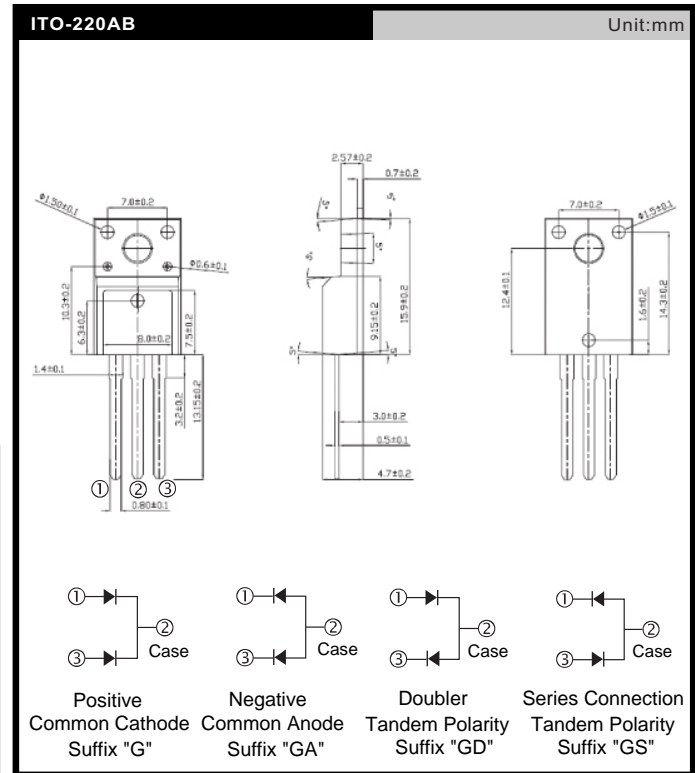 ITO-220AB
Unit:mm
2.57±0.2
0.7±0.2
Φ1.50±0.1
7.0±0.2
5°
5°
7.0±0.2
Φ1.5±0.1
5°
5°
Φ0.6±0.1
10.3±0.2
6.3±0.2
8.0±0.2
7.5±0.2
9.15±0.2
15.9±0.2
12.4±0.1
1.6±0.2
14.3±0.2
5°
5°
1.4±0.1
3.2±0.2
13.15±0.2
3.0±0.2
0.5±0.1
4.7±0.2
① ② ③
0.80±0.1
① ① ① ①
② ② ② ②
Case Case Case Case
③ ③ ③ ③
Positive Negative Doubler Series Connection
Common Cathode Common Anode Tandem Polarity Tandem Polarity
Suffix "G" Suffix "GA" Suffix "GD" Suffix "GS"